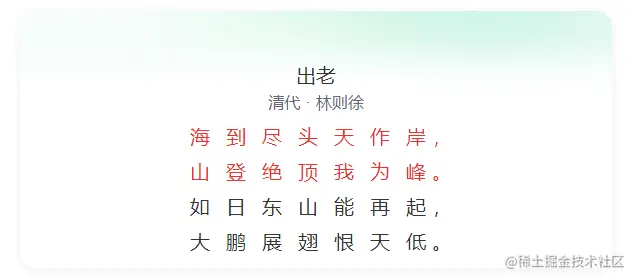 出老
清代 · 林则徐
海到尽头天作岸，
山登绝顶我为峰。
如日东山能再起，
大鹏展翅恨天低。
@稀土掘金技术社区